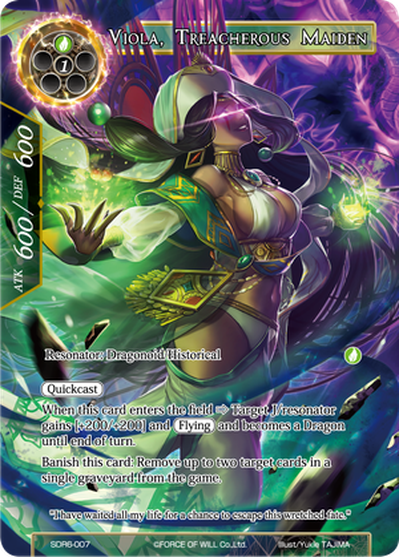 Viola, Treacherous Maiden
1
ATK 600 / DEF 600
Resonator: Dragonoid/Historical
Quickcast
When this card enters the field ⇨ Target J/resonator
gains [+200/+200] and Flying and becomes a Dragon
until end of turn.
Banish this card: Remove up to two target cards in a
single graveyard from the game.
"I have waited all my life for a chance to escape this wretched fate."
SDR6-007 ©FORCE OF WILL Co.,Ltd. Illust/Yukie TAJIMA